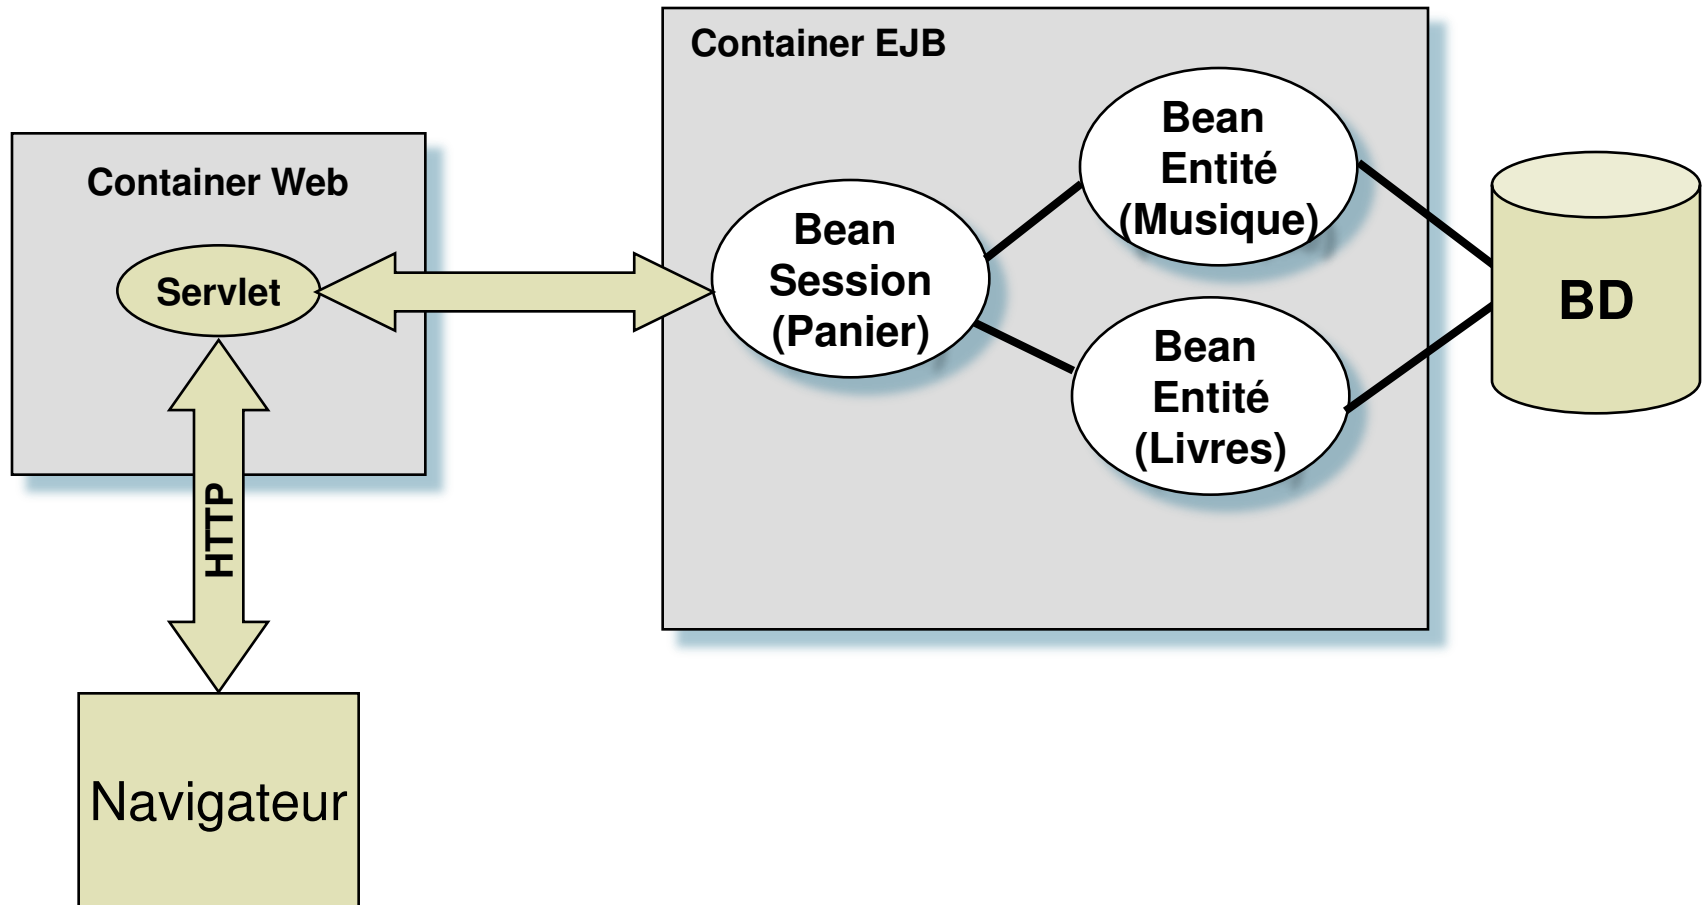 Container EJB
Bean
Entité
(Musique)
Container Web
Bean
Session
(Panier)
Servlet
BD
Bean
Entité
(Livres)
HTTP
Navigateur